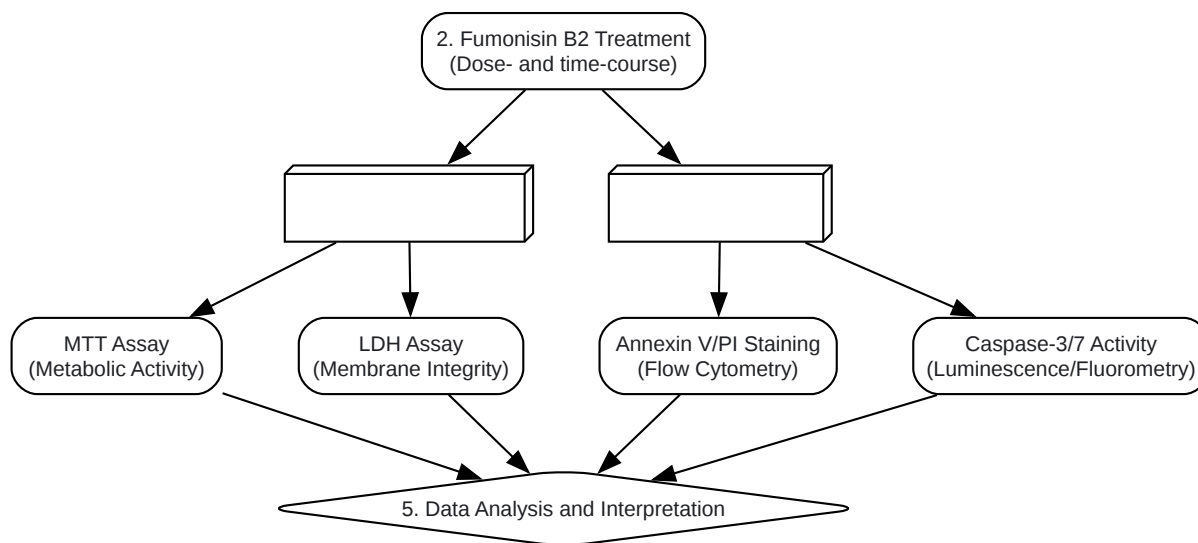 2. Fumonisin B2 Treatment
(Dose- and time-course)
MTT Assay
(Metabolic Activity)
LDH Assay
(Membrane Integrity)
Annexin V/PI Staining
(Flow Cytometry)
Caspase-3/7 Activity
(Luminescence/Fluorometry)
5. Data Analysis and Interpretation